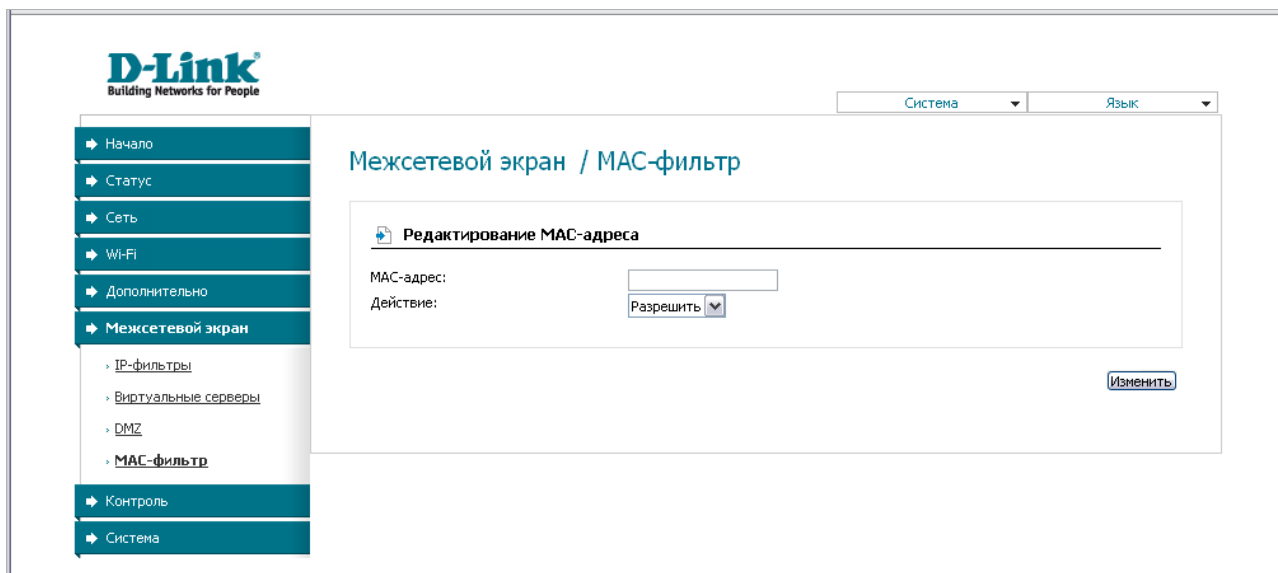 D-Link
Building Networks for People
Система
Язык
Начало
Статус
Сеть
Wi-Fi
Дополнительно
Межсетевой экран
IP-фильтры
Виртуальные серверы
DMZ
MAC-фильтр
Контроль
Система
Межсетевой экран / MAC-фильтр
Редактирование MAC-адреса
MAC-адрес:
Действие:
Разрешить
Изменить